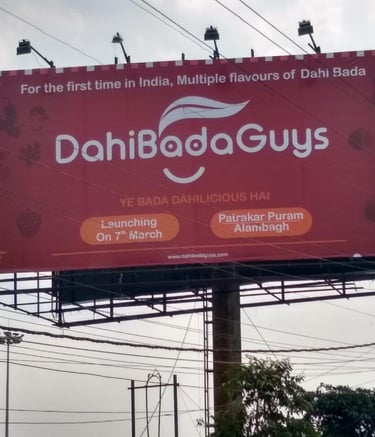 For the first time in India, Multiple flavours of Dahi Bada
DahiBadaGuys
YE BADA DAHILICIOUS HAI
Launching
On 7th March
Patrakar Puram
Alambagh
www.dahibadaguys.com